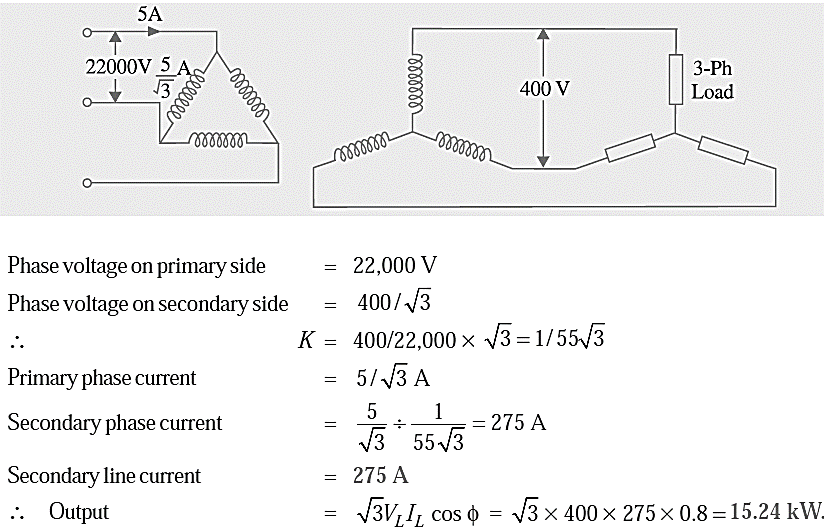 5A
22000V 5/√3 A
400 V
3-Ph
Load
Phase voltage on primary side = 22,000 V
Phase voltage on secondary side = 400/√3
∴ K = 400/22,000 × √3 = 1/55√3
Primary phase current = 5/√3 A
Secondary phase current = 5/√3 ÷ 1/55√3 = 275 A
Secondary line current = 275 A
∴ Output = √3V_L I_L cos ϕ = √3 × 400 × 275 × 0.8 = 15.24 kW.